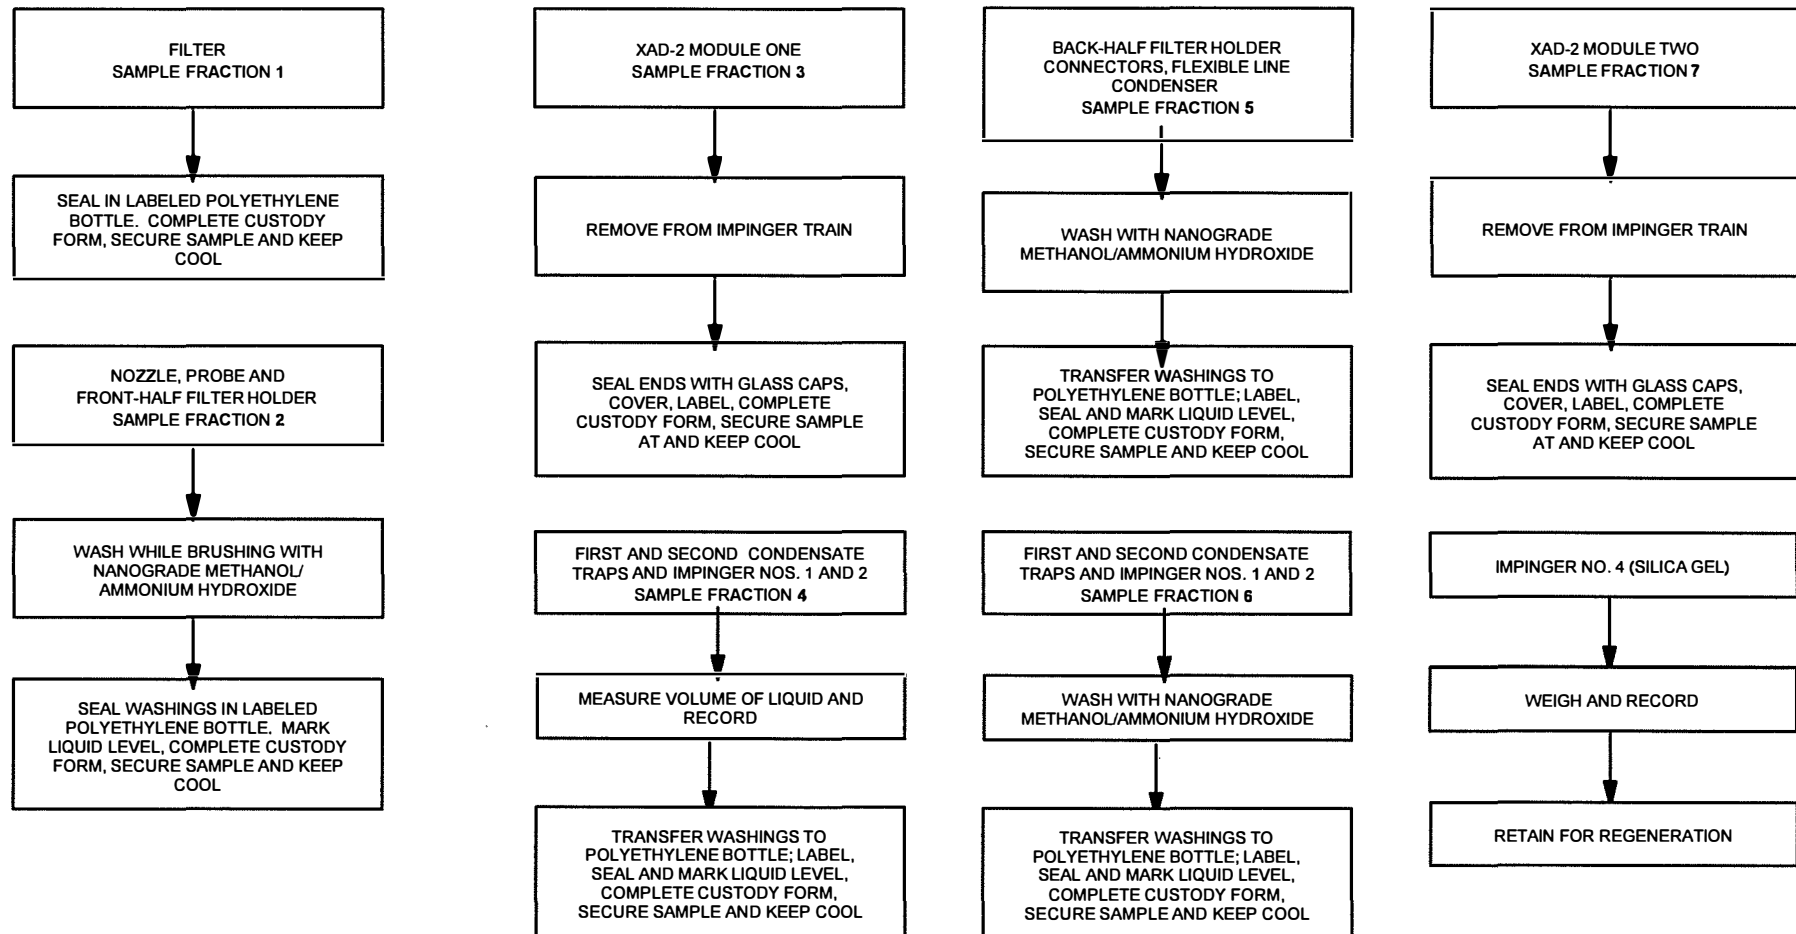 FILTER
SAMPLE FRACTION 1
SEAL IN LABELED POLYETHYLENE
BOTTLE. COMPLETE CUSTODY
FORM, SECURE SAMPLE AND KEEP
COOL
NOZZLE, PROBE AND
FRONT-HALF FILTER HOLDER
SAMPLE FRACTION 2
WASH WHILE BRUSHING WITH
NANOGRADE METHANOL/
AMMONIUM HYDROXIDE
SEAL WASHINGS IN LABELED
POLYETHYLENE BOTTLE. MARK
LIQUID LEVEL, COMPLETE CUSTODY
FORM, SECURE SAMPLE AND KEEP
COOL
XAD-2 MODULE ONE
SAMPLE FRACTION 3
REMOVE FROM IMPINGER TRAIN
SEAL ENDS WITH GLASS CAPS,
COVER, LABEL, COMPLETE
CUSTODY FORM, SECURE SAMPLE
AT AND KEEP COOL
FIRST AND SECOND CONDENSATE
TRAPS AND IMPINGER NOS. 1 AND 2
SAMPLE FRACTION 4
MEASURE VOLUME OF LIQUID AND
RECORD
TRANSFER WASHINGS TO
POLYETHYLENE BOTTLE; LABEL,
SEAL AND MARK LIQUID LEVEL,
COMPLETE CUSTODY FORM,
SECURE SAMPLE AND KEEP COOL
BACK-HALF FILTER HOLDER
CONNECTORS, FLEXIBLE LINE
CONDENSER
SAMPLE FRACTION 5
WASH WITH NANOGRADE
METHANOL/AMMONIUM HYDROXIDE
TRANSFER WASHINGS TO
POLYETHYLENE BOTTLE; LABEL,
SEAL AND MARK LIQUID LEVEL,
COMPLETE CUSTODY FORM,
SECURE SAMPLE AND KEEP COOL
FIRST AND SECOND CONDENSATE
TRAPS AND IMPINGER NOS. 1 AND 2
SAMPLE FRACTION 6
WASH WITH NANOGRADE
METHANOL/AMMONIUM HYDROXIDE
TRANSFER WASHINGS TO
POLYETHYLENE BOTTLE; LABEL,
SEAL AND MARK LIQUID LEVEL,
COMPLETE CUSTODY FORM,
SECURE SAMPLE AND KEEP COOL
XAD-2 MODULE TWO
SAMPLE FRACTION 7
REMOVE FROM IMPINGER TRAIN
SEAL ENDS WITH GLASS CAPS,
COVER, LABEL, COMPLETE
CUSTODY FORM, SECURE SAMPLE
AT AND KEEP COOL
IMPINGER NO. 4 (SILICA GEL)
WEIGH AND RECORD
RETAIN FOR REGENERATION